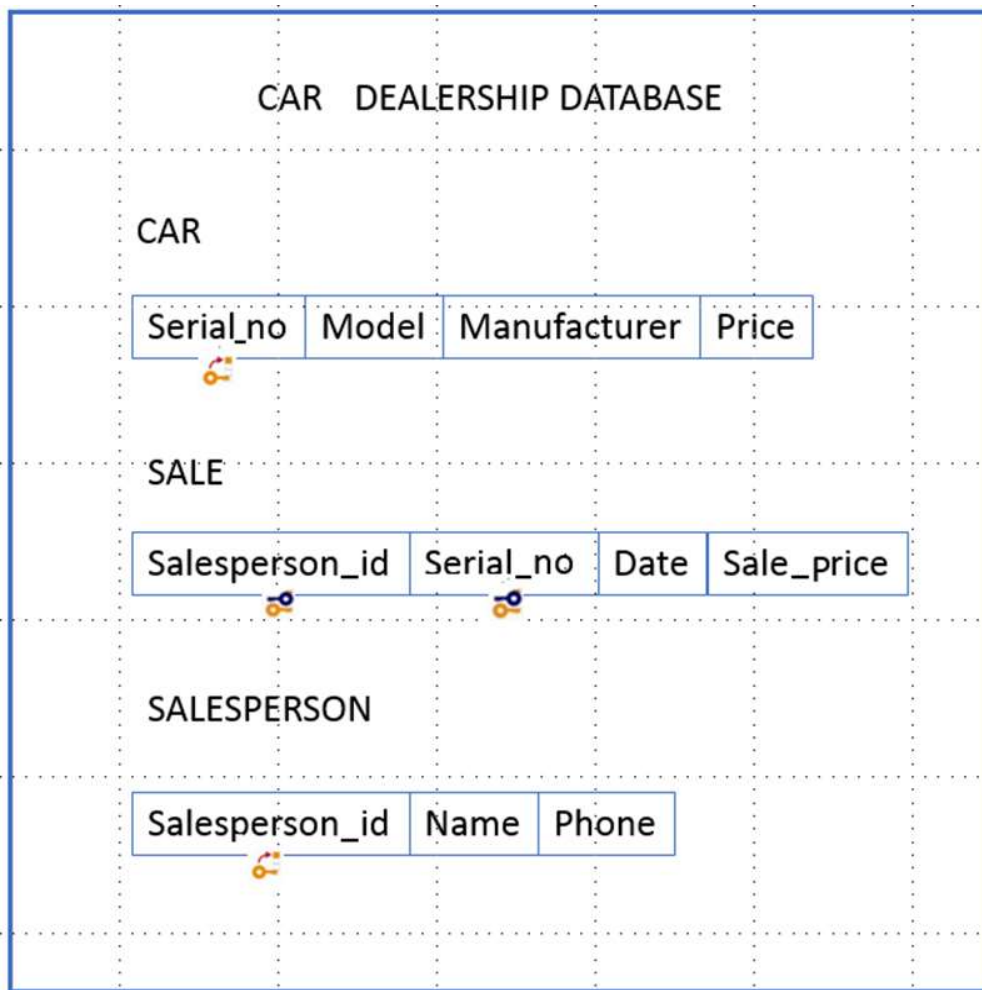 CAR DEALERSHIP DATABASE
CAR
Serial_no Model Manufacturer Price
SALE
Salesperson_id Serial_no Date Sale_price
SALESPERSON
Salesperson_id Name Phone